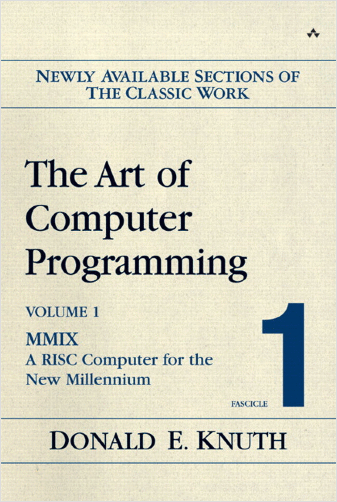 NEWLY AVAILABLE SECTIONS OF
THE CLASSIC WORK
The Art of
Computer
Programming
VOLUME 1
MMIX
A RISC Computer for the
New Millennium
FASCICLE 1
DONALD E. KNUTH